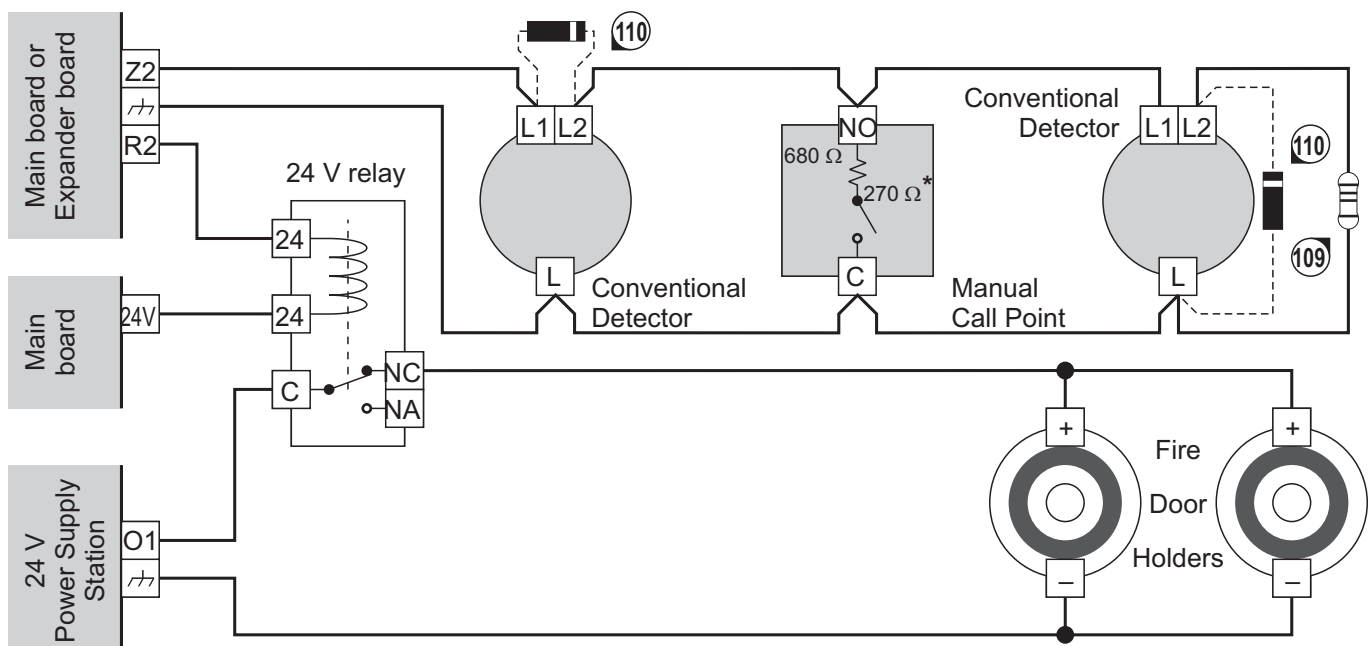 Main board or
Expander board
Z2
R2
110
L1 L2
L
Conventional
Detector
NO
680 Ω
270 Ω*
C
Manual
Call Point
Conventional
Detector
L1 L2
L
110
109
24 V relay
24
24
C
NC
NA
Main
board
24V
24 V
Power Supply
Station
O1
+
–
Fire
Door
Holders
+
–